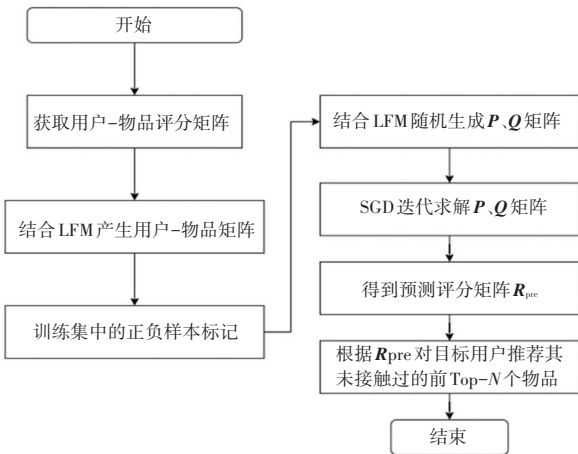 开始
获取用户-物品评分矩阵
结合LFM产生用户-物品矩阵
训练集中的正负样本标记
结合LFM随机生成P、Q矩阵
SGD迭代求解P、Q矩阵
得到预测评分矩阵Rpre
根据Rpre对目标用户推荐其
未接触过的前Top-N个物品
结束